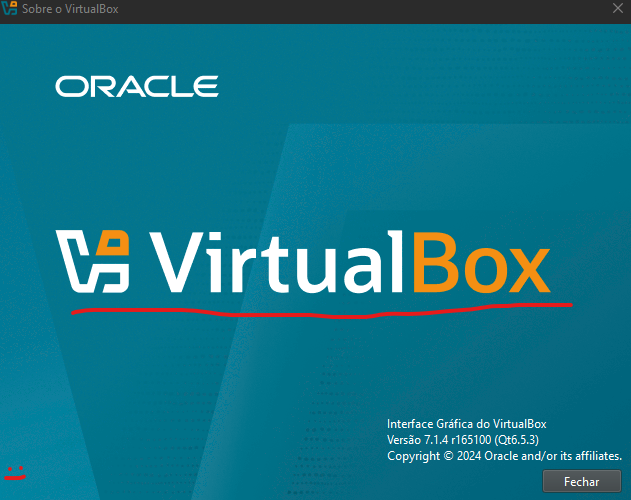 Sobre o VirtualBox
ORACLE
VirtualBox
Interface Gráfica do VirtualBox
Versão 7.1.4 r165100 (Qt6.5.3)
Copyright © 2024 Oracle and/or its affiliates.
Fechar